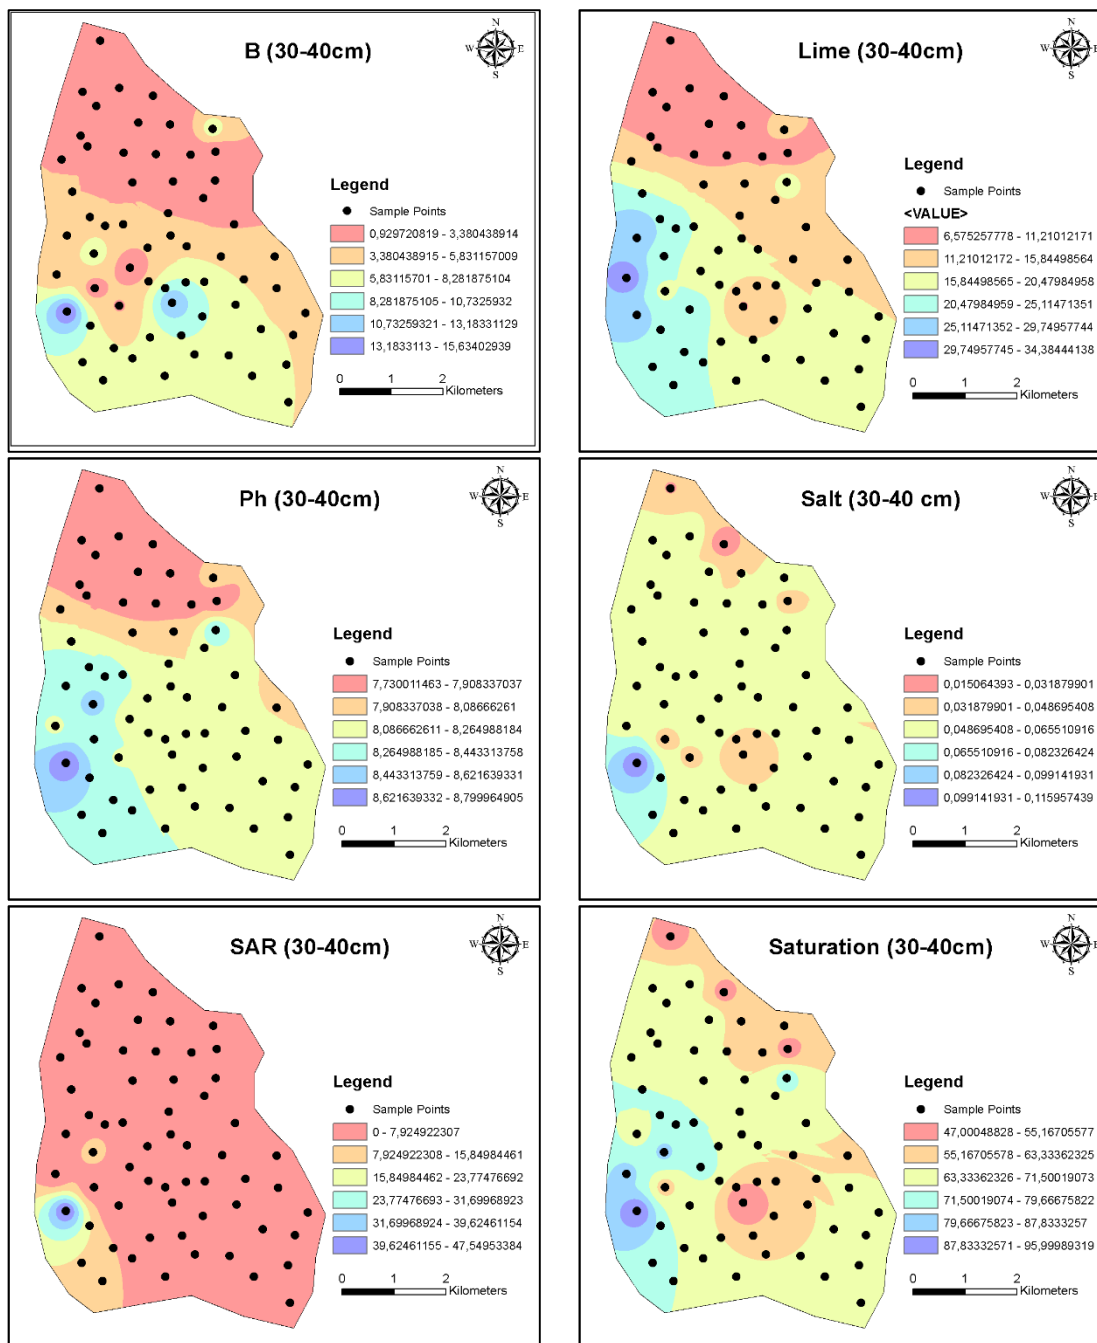 B (30-40cm)
N
W
E
S
Legend
Sample Points
0,929720819 - 3,380438914
3,380438915 - 5,831157009
5,83115701 - 8,281875104
8,281875105 - 10,7325932
10,73259321 - 13,18331129
13,1833113 - 15,63402939
0 1 2
Kilometers
Lime (30-40cm)
N
W
E
S
Legend
Sample Points
<VALUE>
6,575257778 - 11,21012171
11,21012172 - 15,84498564
15,84498565 - 20,47984958
20,47984959 - 25,11471351
25,11471352 - 29,74957744
29,74957745 - 34,38444138
0 1 2
Kilometers
Ph (30-40cm)
N
W
E
S
Legend
Sample Points
7,730011463 - 7,908337037
7,908337038 - 8,08666261
8,086662611 - 8,264988184
8,264988185 - 8,443313758
8,443313759 - 8,621639331
8,621639332 - 8,799964905
0 1 2
Kilometers
Salt (30-40 cm)
N
W
E
S
Legend
Sample Points
0,015064393 - 0,031879901
0,031879901 - 0,048695408
0,048695408 - 0,065510916
0,065510916 - 0,082326424
0,082326424 - 0,099141931
0,099141931 - 0,115957439
0 1 2
Kilometers
SAR (30-40cm)
N
W
E
S
Legend
Sample Points
0 - 7,924922307
7,924922308 - 15,84984461
15,84984462 - 23,77476692
23,77476693 - 31,69968923
31,69968924 - 39,62461154
39,62461155 - 47,54953384
0 1 2
Kilometers
Saturation (30-40cm)
N
W
E
S
Legend
Sample Points
47,00048828 - 55,16705577
55,16705578 - 63,33362325
63,33362326 - 71,50019073
71,50019074 - 79,66675822
79,66675823 - 87,8333257
87,83332571 - 95,99989319
0 1 2
Kilometers